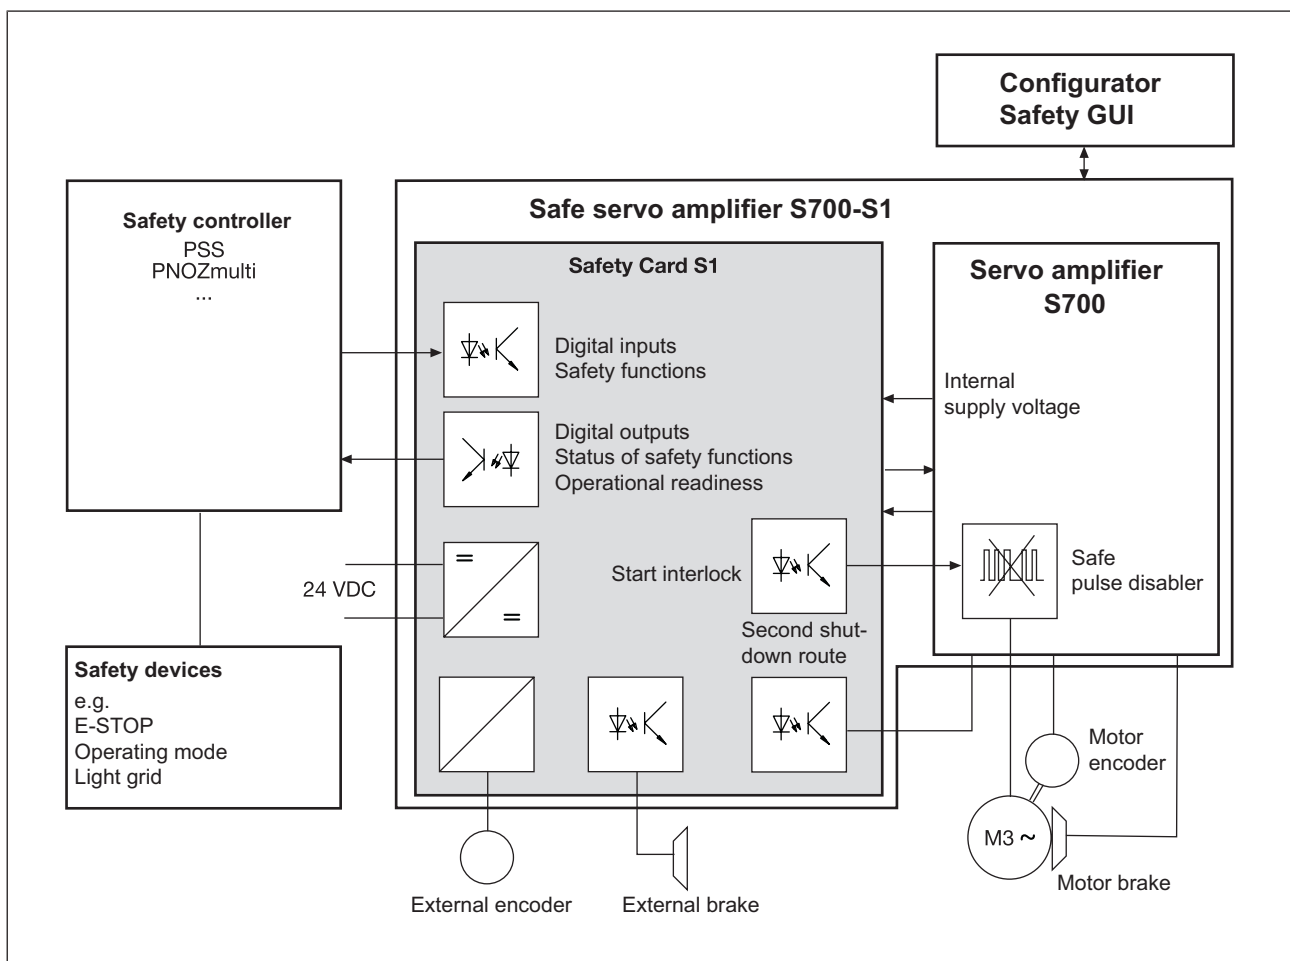 Configurator
Safety GUI
Safe servo amplifier S700-S1
Safety controller
PSS
PNOZmulti
...
Safety Card S1
Servo amplifier
S700
Digital inputs
Safety functions
Internal
supply voltage
Digital outputs
Status of safety functions
Operational readiness
Start interlock
Safe
pulse disabler
24 VDC
=
=
Second shut-
down route
Safety devices
e.g.
E-STOP
Operating mode
Light grid
Motor
encoder
M3 ~
Motor brake
External encoder
External brake